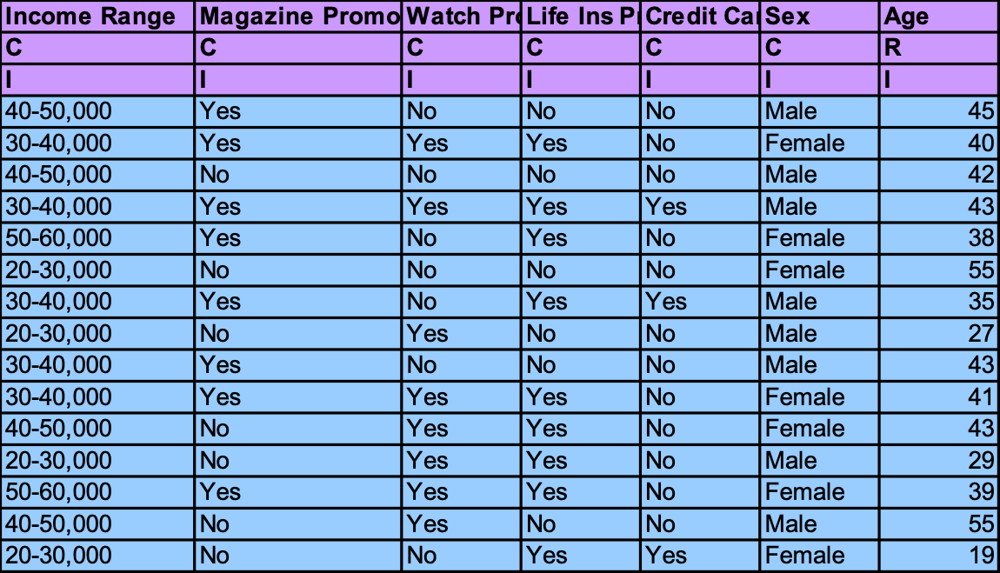 Income Range Magazine Promo Watch Pro Life Ins P Credit Car Sex Age
C C C C C C R
I I I I I I I
40-50,000 Yes No No No Male 45
30-40,000 Yes Yes Yes No Female 40
40-50,000 No No No No Male 42
30-40,000 Yes Yes Yes Yes Male 43
50-60,000 Yes No Yes No Female 38
20-30,000 No No No No Female 55
30-40,000 Yes No Yes Yes Male 35
20-30,000 No Yes No No Male 27
30-40,000 Yes No No No Male 43
30-40,000 Yes Yes Yes No Female 41
40-50,000 No Yes Yes No Female 43
20-30,000 No Yes Yes No Male 29
50-60,000 Yes Yes Yes No Female 39
40-50,000 No Yes No No Male 55
20-30,000 No No Yes Yes Female 19